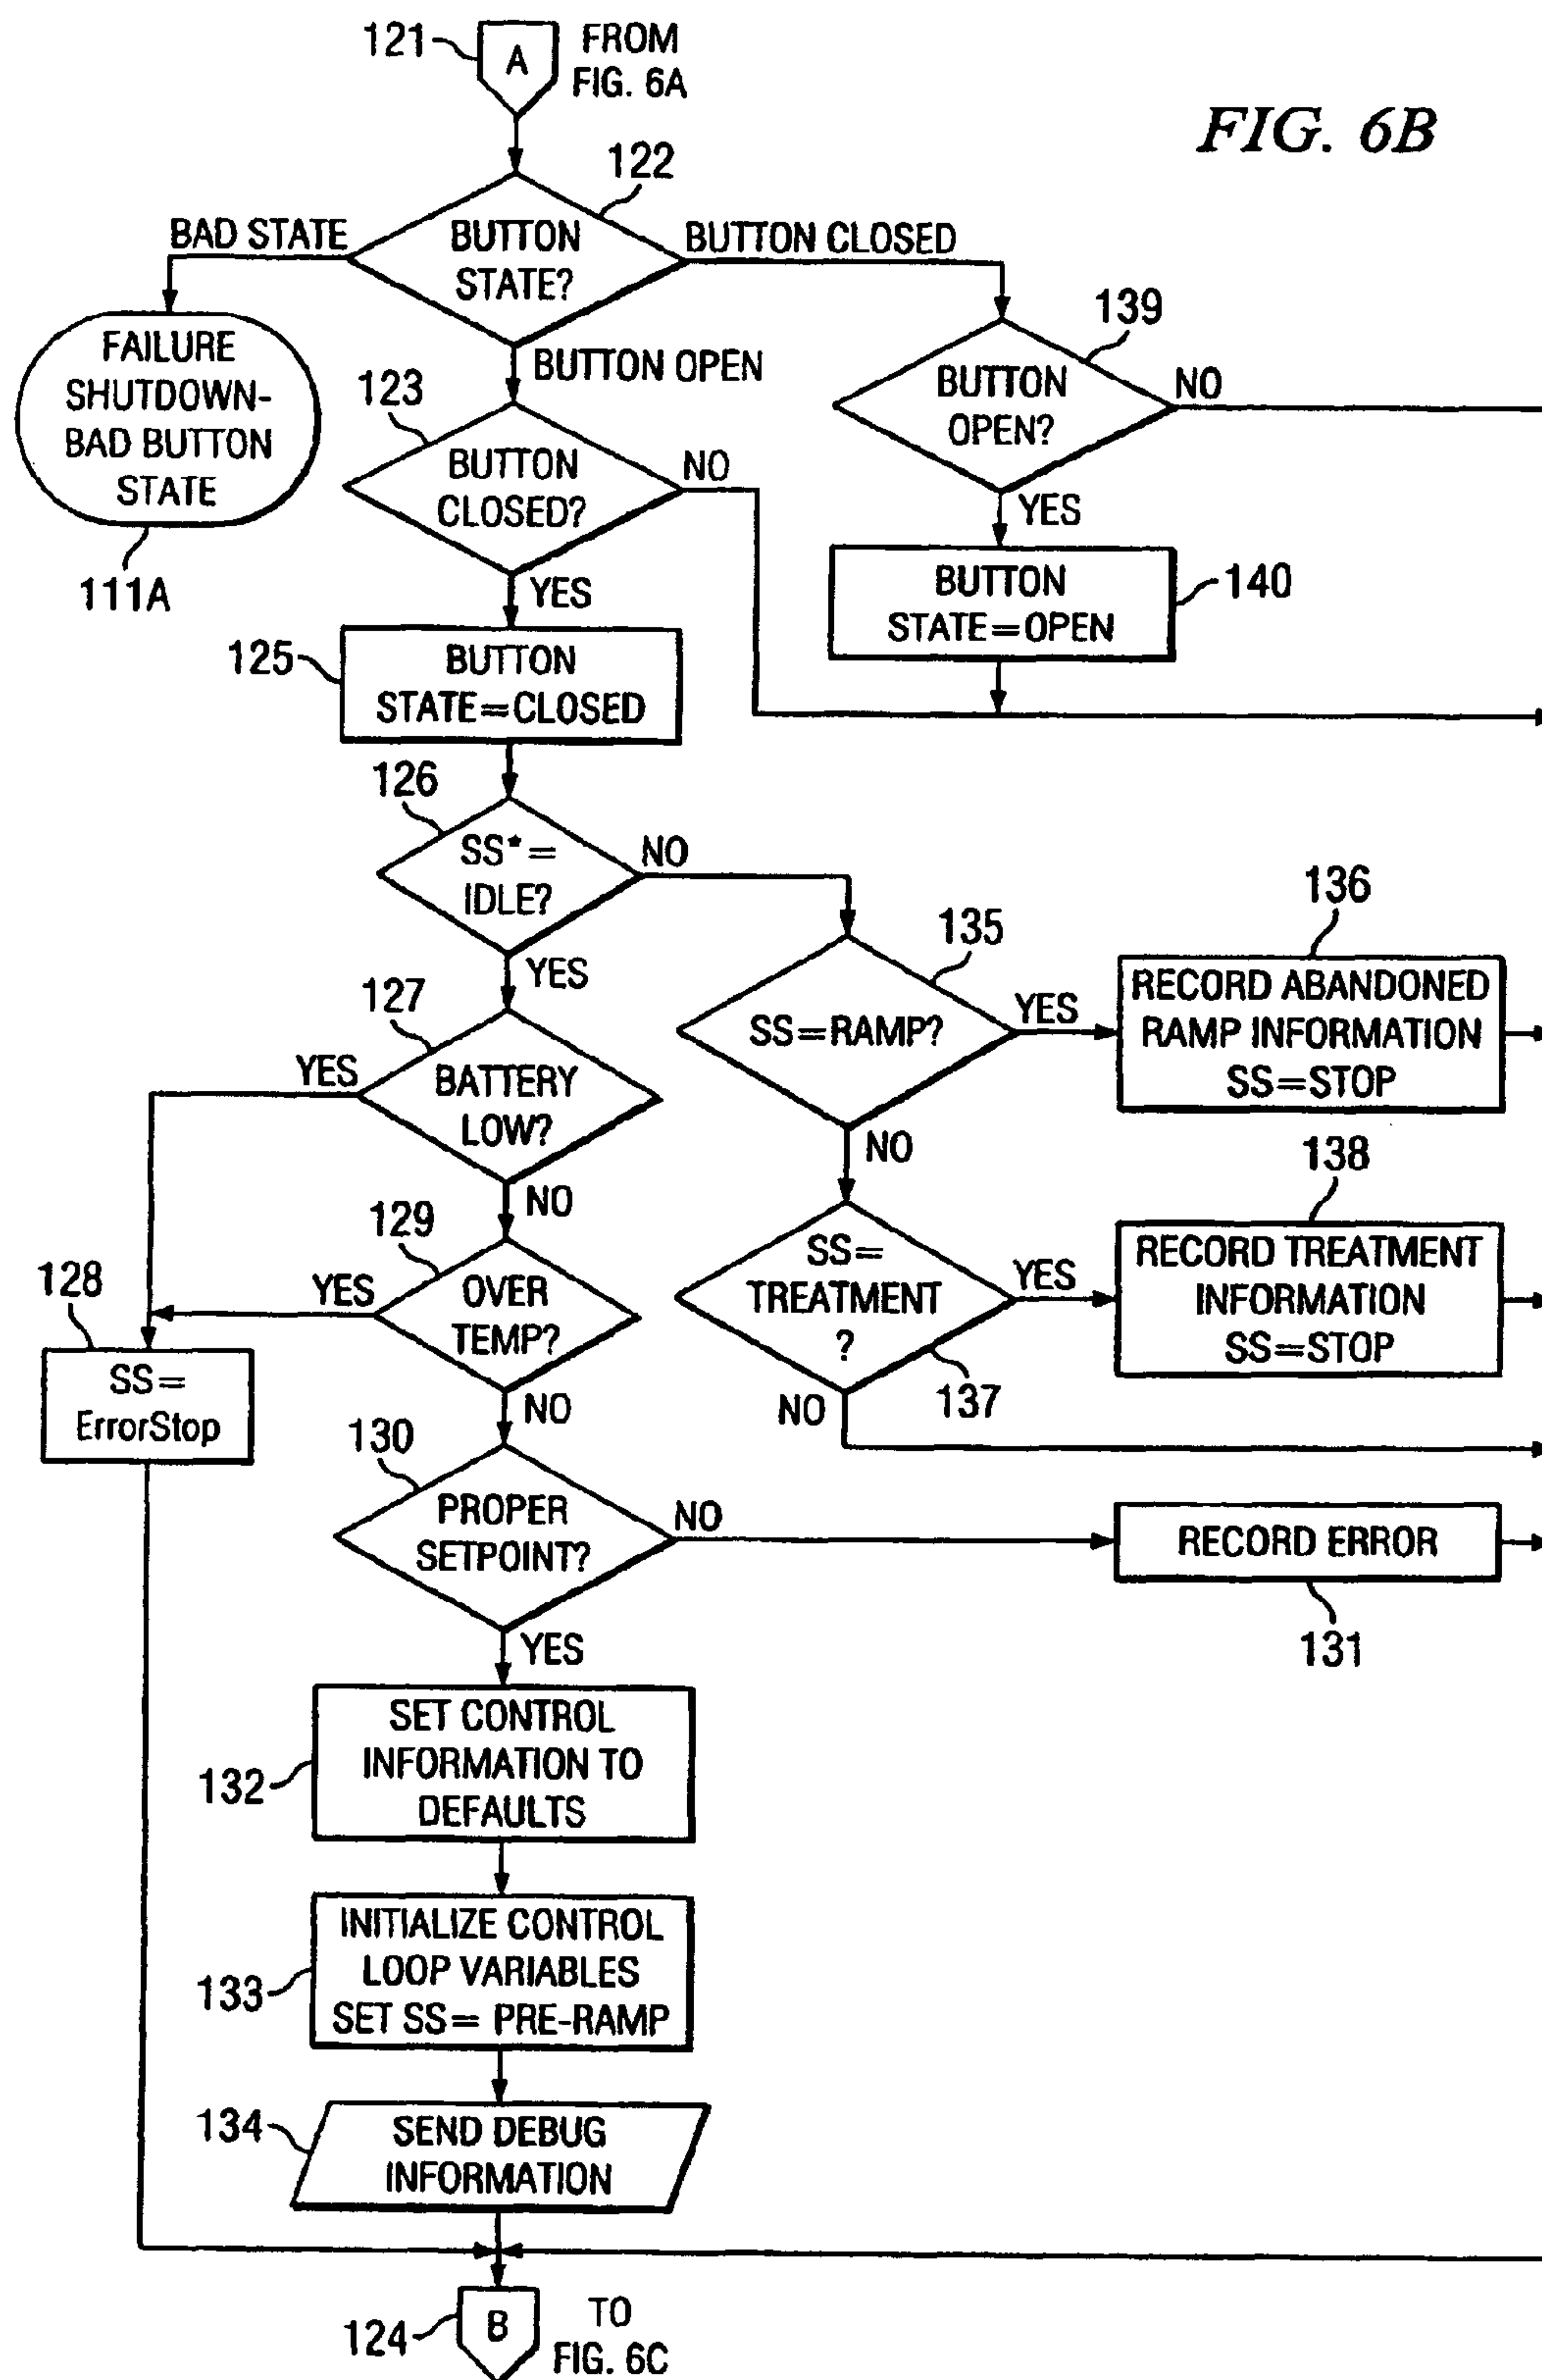 121
A
FROM
FIG. 6A
FIG. 6B
122
BAD STATE
BUTTON
STATE?
BUTTON CLOSED
139
FAILURE
SHUTDOWN-
BAD BUTTON
STATE
111A
BUTTON OPEN
123
BUTTON
CLOSED?
NO
BUTTON
OPEN?
NO
YES
YES
BUTTON
STATE=OPEN
140
125
BUTTON
STATE=CLOSED
126
SS*=
IDLE?
NO
YES
135
SS=RAMP?
YES
136
RECORD ABANDONED
RAMP INFORMATION
SS=STOP
127
YES
BATTERY
LOW?
NO
NO
138
129
YES
OVER
TEMP?
NO
SS=
TREATMENT
?
YES
RECORD TREATMENT
INFORMATION
SS=STOP
137
NO
128
SS=
ErrorStop
130
PROPER
SETPOINT?
NO
RECORD ERROR
131
YES
132
SET CONTROL
INFORMATION TO
DEFAULTS
133
INITIALIZE CONTROL
LOOP VARIABLES
SET SS= PRE-RAMP
134
SEND DEBUG
INFORMATION
124
B
TO
FIG. 6C